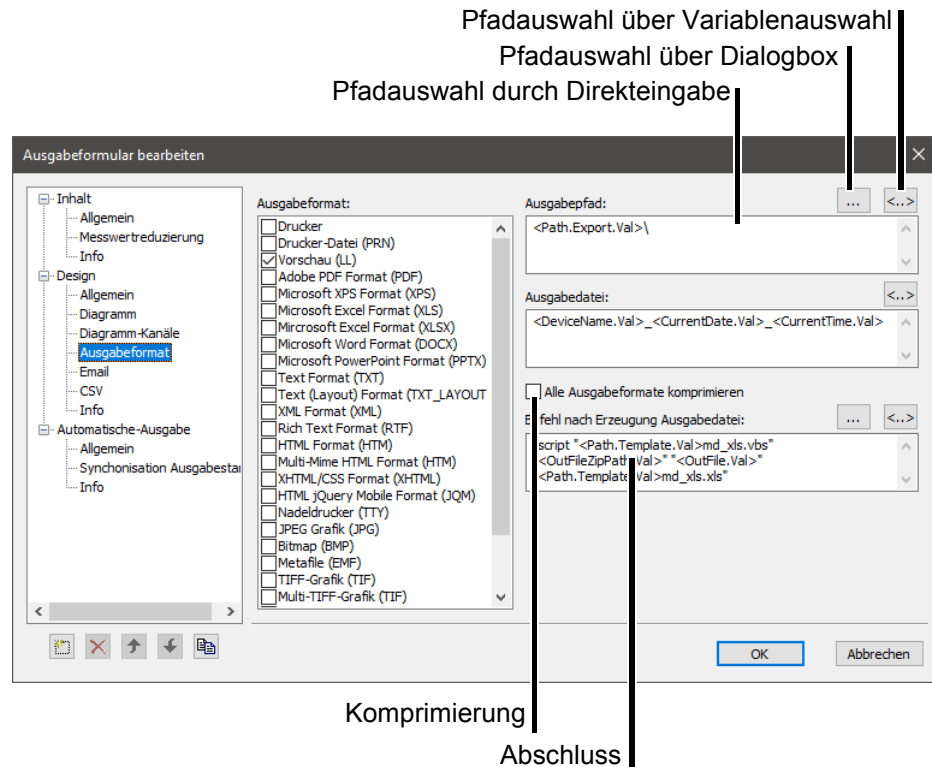 Pfadauswahl über Variablenauswahl
Pfadauswahl über Dialogbox
Pfadauswahl durch Direkteingabe
Ausgabeformular bearbeiten
Inhalt
Allgemein
Messwertreduzierung
Info
Design
Allgemein
Diagramm
Diagramm-Kanäle
Ausgabeformat
Email
CSV
Info
Automatische-Ausgabe
Allgemein
Synchonisation Ausgabestar
Info
Ausgabeformat:
Drucker
Drucker-Datei (PRN)
Vorschau (LL)
Adobe PDF Format (PDF)
Microsoft XPS Format (XPS)
Microsoft Excel Format (XLS)
Mircrosoft Excel Format (XLSX)
Microsoft Word Format (DOCX)
Microsoft PowerPoint Format (PPTX)
Text Format (TXT)
Text (Layout) Format (TXT_LAYOUT
XML Format (XML)
Rich Text Format (RTF)
HTML Format (HTM)
Multi-Mime HTML Format (HTM)
XHTML/CSS Format (XHTML)
HTML jQuery Mobile Format (JQM)
Nadeldrucker (TTY)
JPEG Grafik (JPG)
Bitmap (BMP)
Metafile (EMF)
TIFF-Grafik (TIF)
Multi-TIFF-Grafik (TIF)
Ausgabepfad:
... <..>
<Path.Export.Val>\
Ausgabedatei:
<..>
<DeviceName.Val>_<CurrentDate.Val>_<CurrentTime.Val>
Alle Ausgabeformate komprimieren
Befehl nach Erzeugung Ausgabedatei:
... <..>
script "<Path.Template.Val>md_xls.vbs"
<OutFileZipPath.Val>" "<OutFile.Val>"
<Path.Template.Val>md_xls.xls"
OK
Abbrechen
Komprimierung
Abschluss